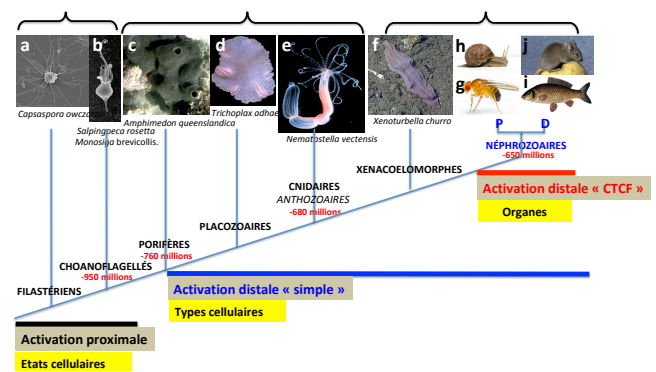 a
b
c
d
e
f
h
j
g
i
Capsaspora owczarzaki
Salpingoeca rosetta
Monosiga brevicollis.
Amphimedon queenslandica
Trichoplax adhae
Nematostella vectensis
Xenoturbella churro
P D
NÉPHROZOAIRES
-650 millions
XENACOELOMORPHES
CNIDAIRES
ANTHOZOAIRES
-680 millions
PLACOZOAIRES
PORIFÈRES
-760 millions
CHOANOFLAGELLÉS
-950 millions
FILASTÉRIENS
Activation distale « CTCF »
Organes
Activation distale « simple »
Types cellulaires
Activation proximale
Etats cellulaires